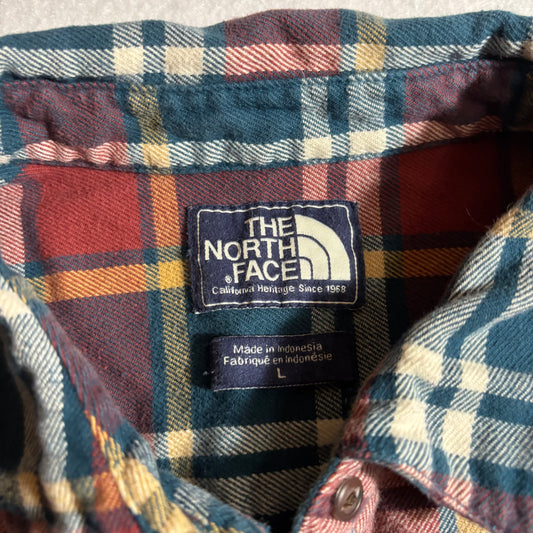 THE
NORTH
FACE
®
California Heritage Since 1968
Made in Indonesia
Fabriqué en Indonésie
L